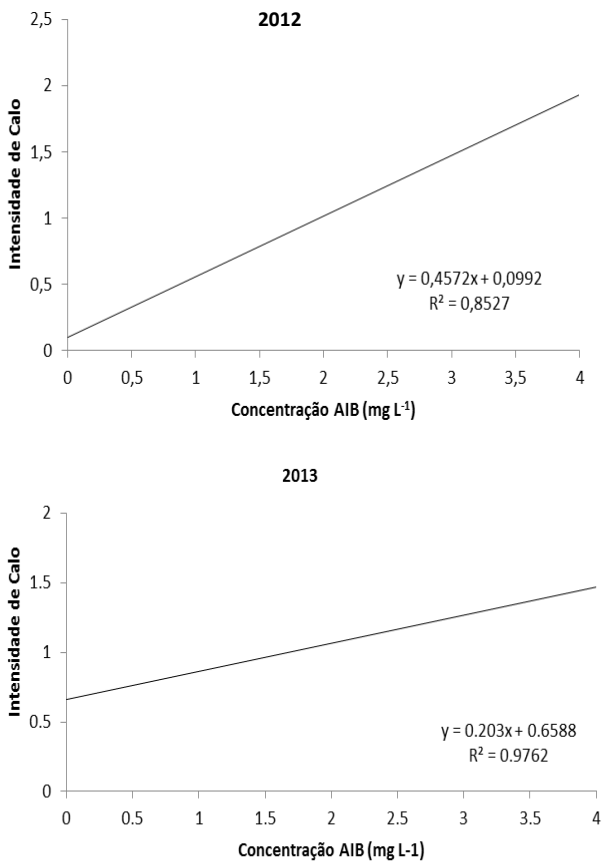 2012
2,5
2
1,5
1
0,5
0
Intensidade de Calo
y = 0,4572x + 0,0992
R² = 0,8527
0 0,5 1 1,5 2 2,5 3 3,5 4
Concentração AIB (mg L⁻¹)
2013
2
1.5
1
0.5
0
Intensidade de Calo
y = 0.203x + 0.6588
R² = 0.9762
0 0.5 1 1.5 2 2.5 3 3.5 4
Concentração AIB (mg L-1)